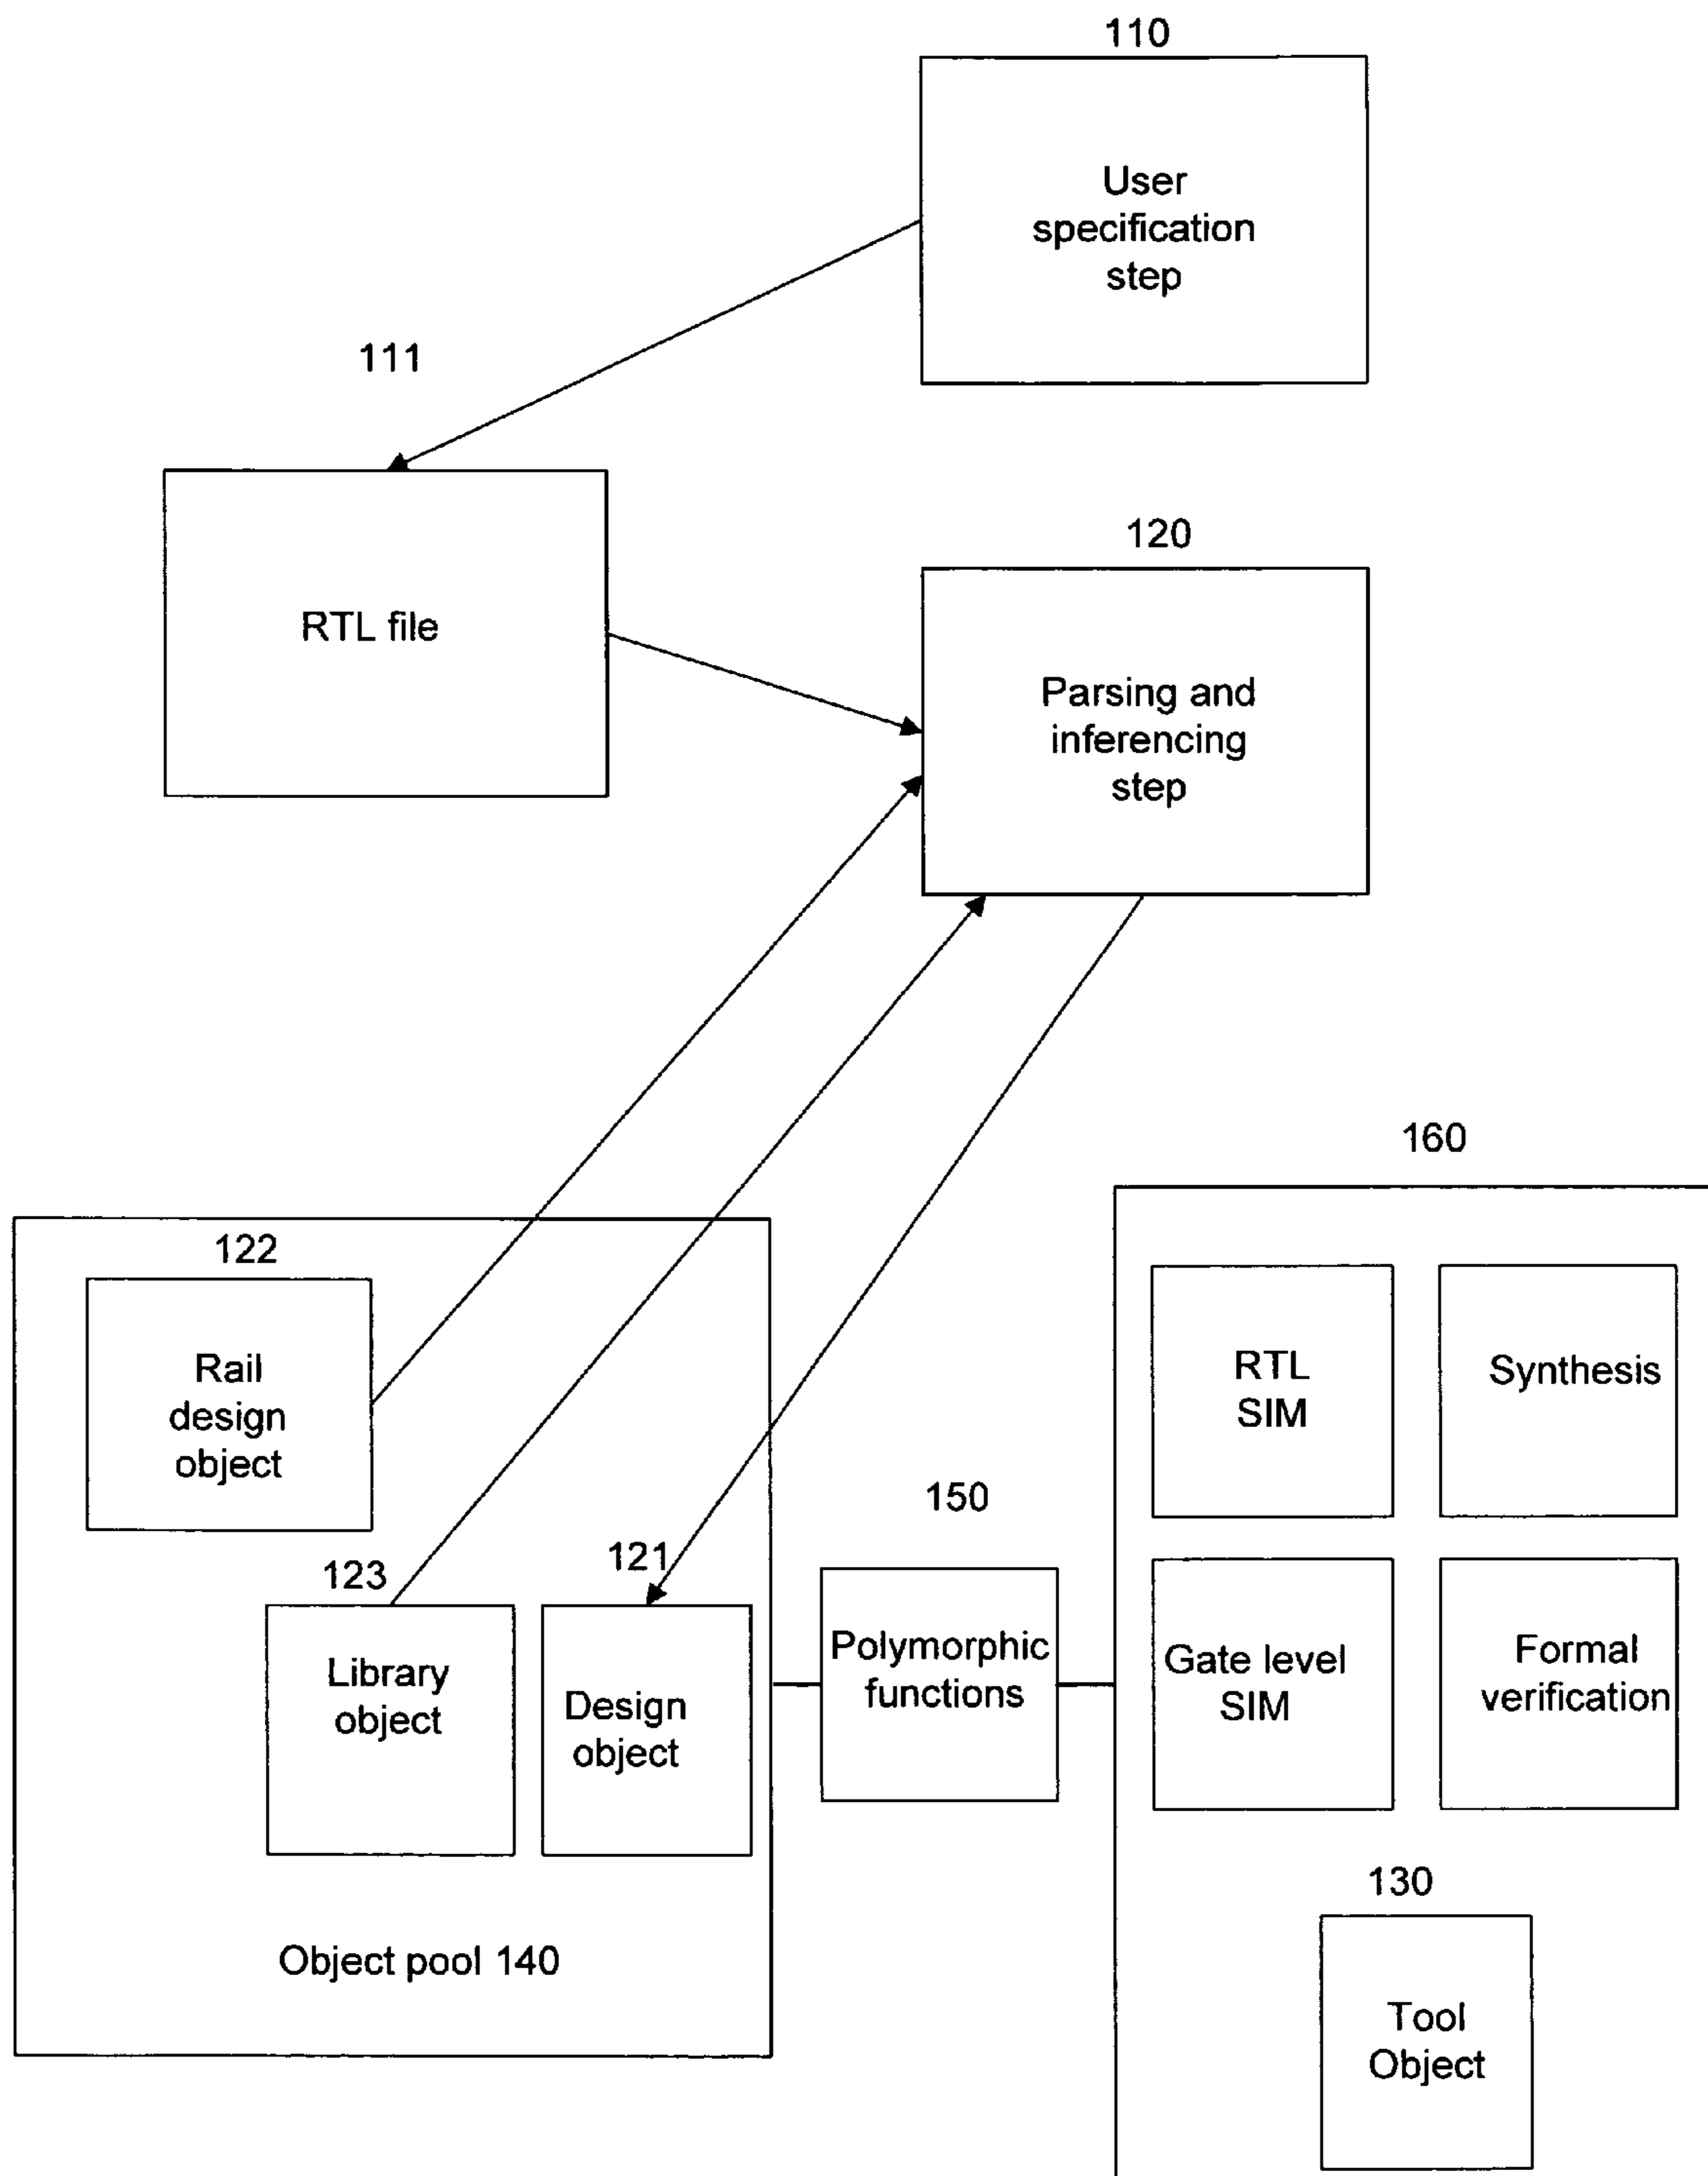 110
User
specification
step
111
RTL file
120
Parsing and
inferencing
step
160
122
Rail
design
object
RTL
SIM
Synthesis
150
121
123
Polymorphic
functions
Library
object
Design
object
Gate level
SIM
Formal
verification
130
Object pool 140
Tool
Object